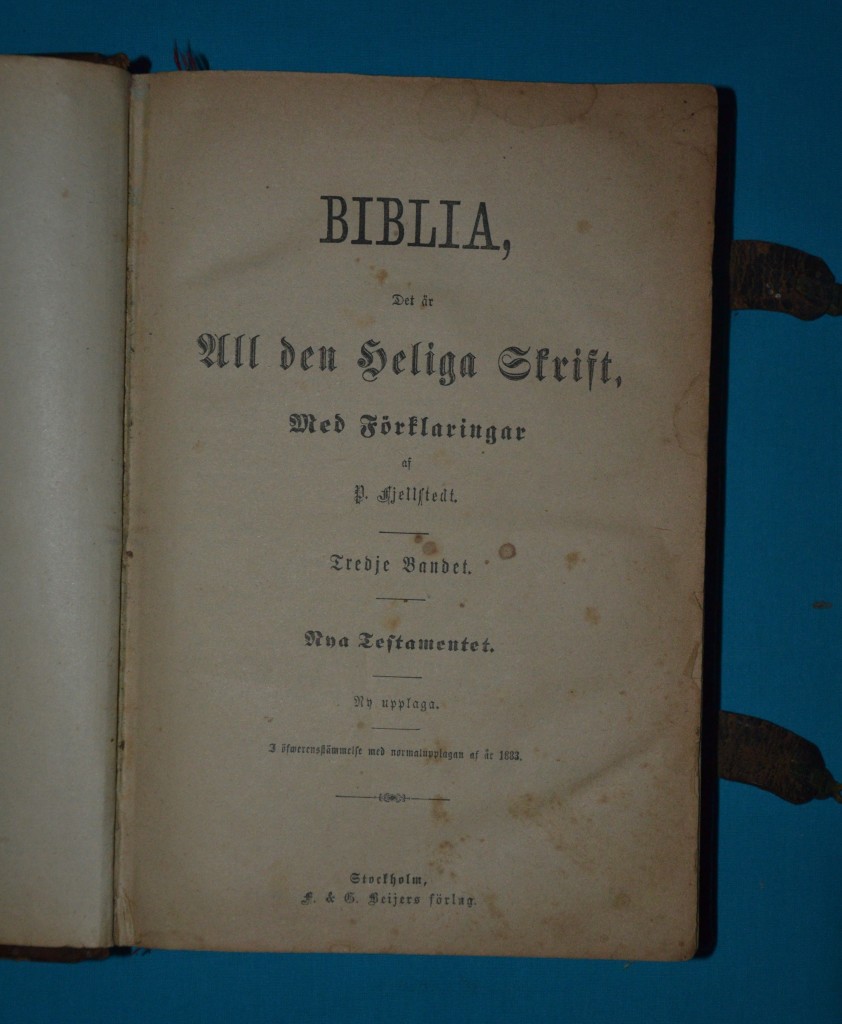 BIBLIA,
Det är
All den Heliga Skrift,
Med Förklaringar
af
P. Fjellstedt.
Tredje Bandet.
Nya Testamentet.
Ny upplaga.
I öfwerensstämmelse med normalupplagan af år 1883.
Stockholm,
F. & G. Beijers förlag.